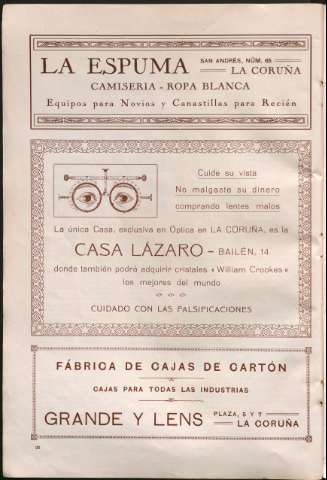 LA ESPUMA SAN ANDRÉS, NÚM. 65
LA CORUÑA
CAMISERIA - ROPA BLANCA
Equipos para Novios y Canastillas para Recién
Cuide su vista
No malgaste su dinero
comprando lentes malos
La única Casa, exclusiva en Óptica en LA CORUÑA, es la
CASA LÁZARO - BAILÉN, 14
donde también podrá adquirir cristales «William Crookes»
los mejores del mundo
CUIDADO CON LAS FALSIFICACIONES
FÁBRICA DE CAJAS DE CARTÓN
CAJAS PARA TODAS LAS INDUSTRIAS
GRANDE Y LENS PLAZA, 5 Y 7
LA CORUÑA